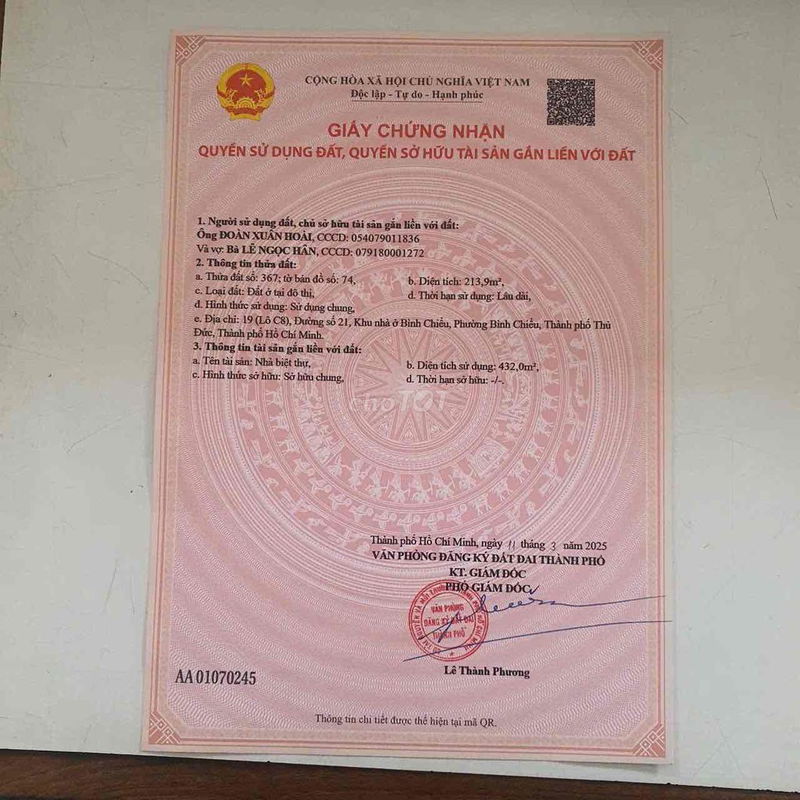 CỘNG HÒA XÃ HỘI CHỦ NGHĨA VIỆT NAM
Độc lập - Tự do - Hạnh phúc
GIẤY CHỨNG NHẬN
QUYỀN SỬ DỤNG ĐẤT, QUYỀN SỞ HỮU TÀI SẢN GẮN LIỀN VỚI ĐẤT
1. Người sử dụng đất, chủ sở hữu tài sản gắn liền với đất:
Ông ĐOÀN XUÂN HOÀI, CCCD: 054079011836
Và vợ: Bà LÊ NGỌC HÂN, CCCD: 079180001272
2. Thông tin thửa đất:
a. Thửa đất số: 367; tờ bản đồ số: 74, b. Diện tích: 213,9m²,
c. Loại đất: Đất ở tại đô thị, d. Thời hạn sử dụng: Lâu dài,
đ. Hình thức sử dụng: Sử dụng chung,
e. Địa chỉ: 19 (Lô C8), Đường số 21, Khu nhà ở Bình Chiểu, Phường Bình Chiểu, Thành phố Thủ
Đức, Thành phố Hồ Chí Minh.
3. Thông tin tài sản gắn liền với đất:
a. Tên tài sản: Nhà biệt thự, b. Diện tích sử dụng: 432,0m²,
c. Hình thức sở hữu: Sở hữu chung, d. Thời hạn sở hữu: -/-.
chợ TỐT
Thành phố Hồ Chí Minh, ngày 11 tháng 3 năm 2025
VĂN PHÒNG ĐĂNG KÝ ĐẤT ĐAI THÀNH PHỐ
KT. GIÁM ĐỐC
PHÓ GIÁM ĐỐC
VĂN PHÒNG
ĐĂNG KÝ ĐẤT ĐAI
THÀNH PHỐ
Lê Thành Phương
AA 01070245
Thông tin chi tiết được thể hiện tại mã QR.